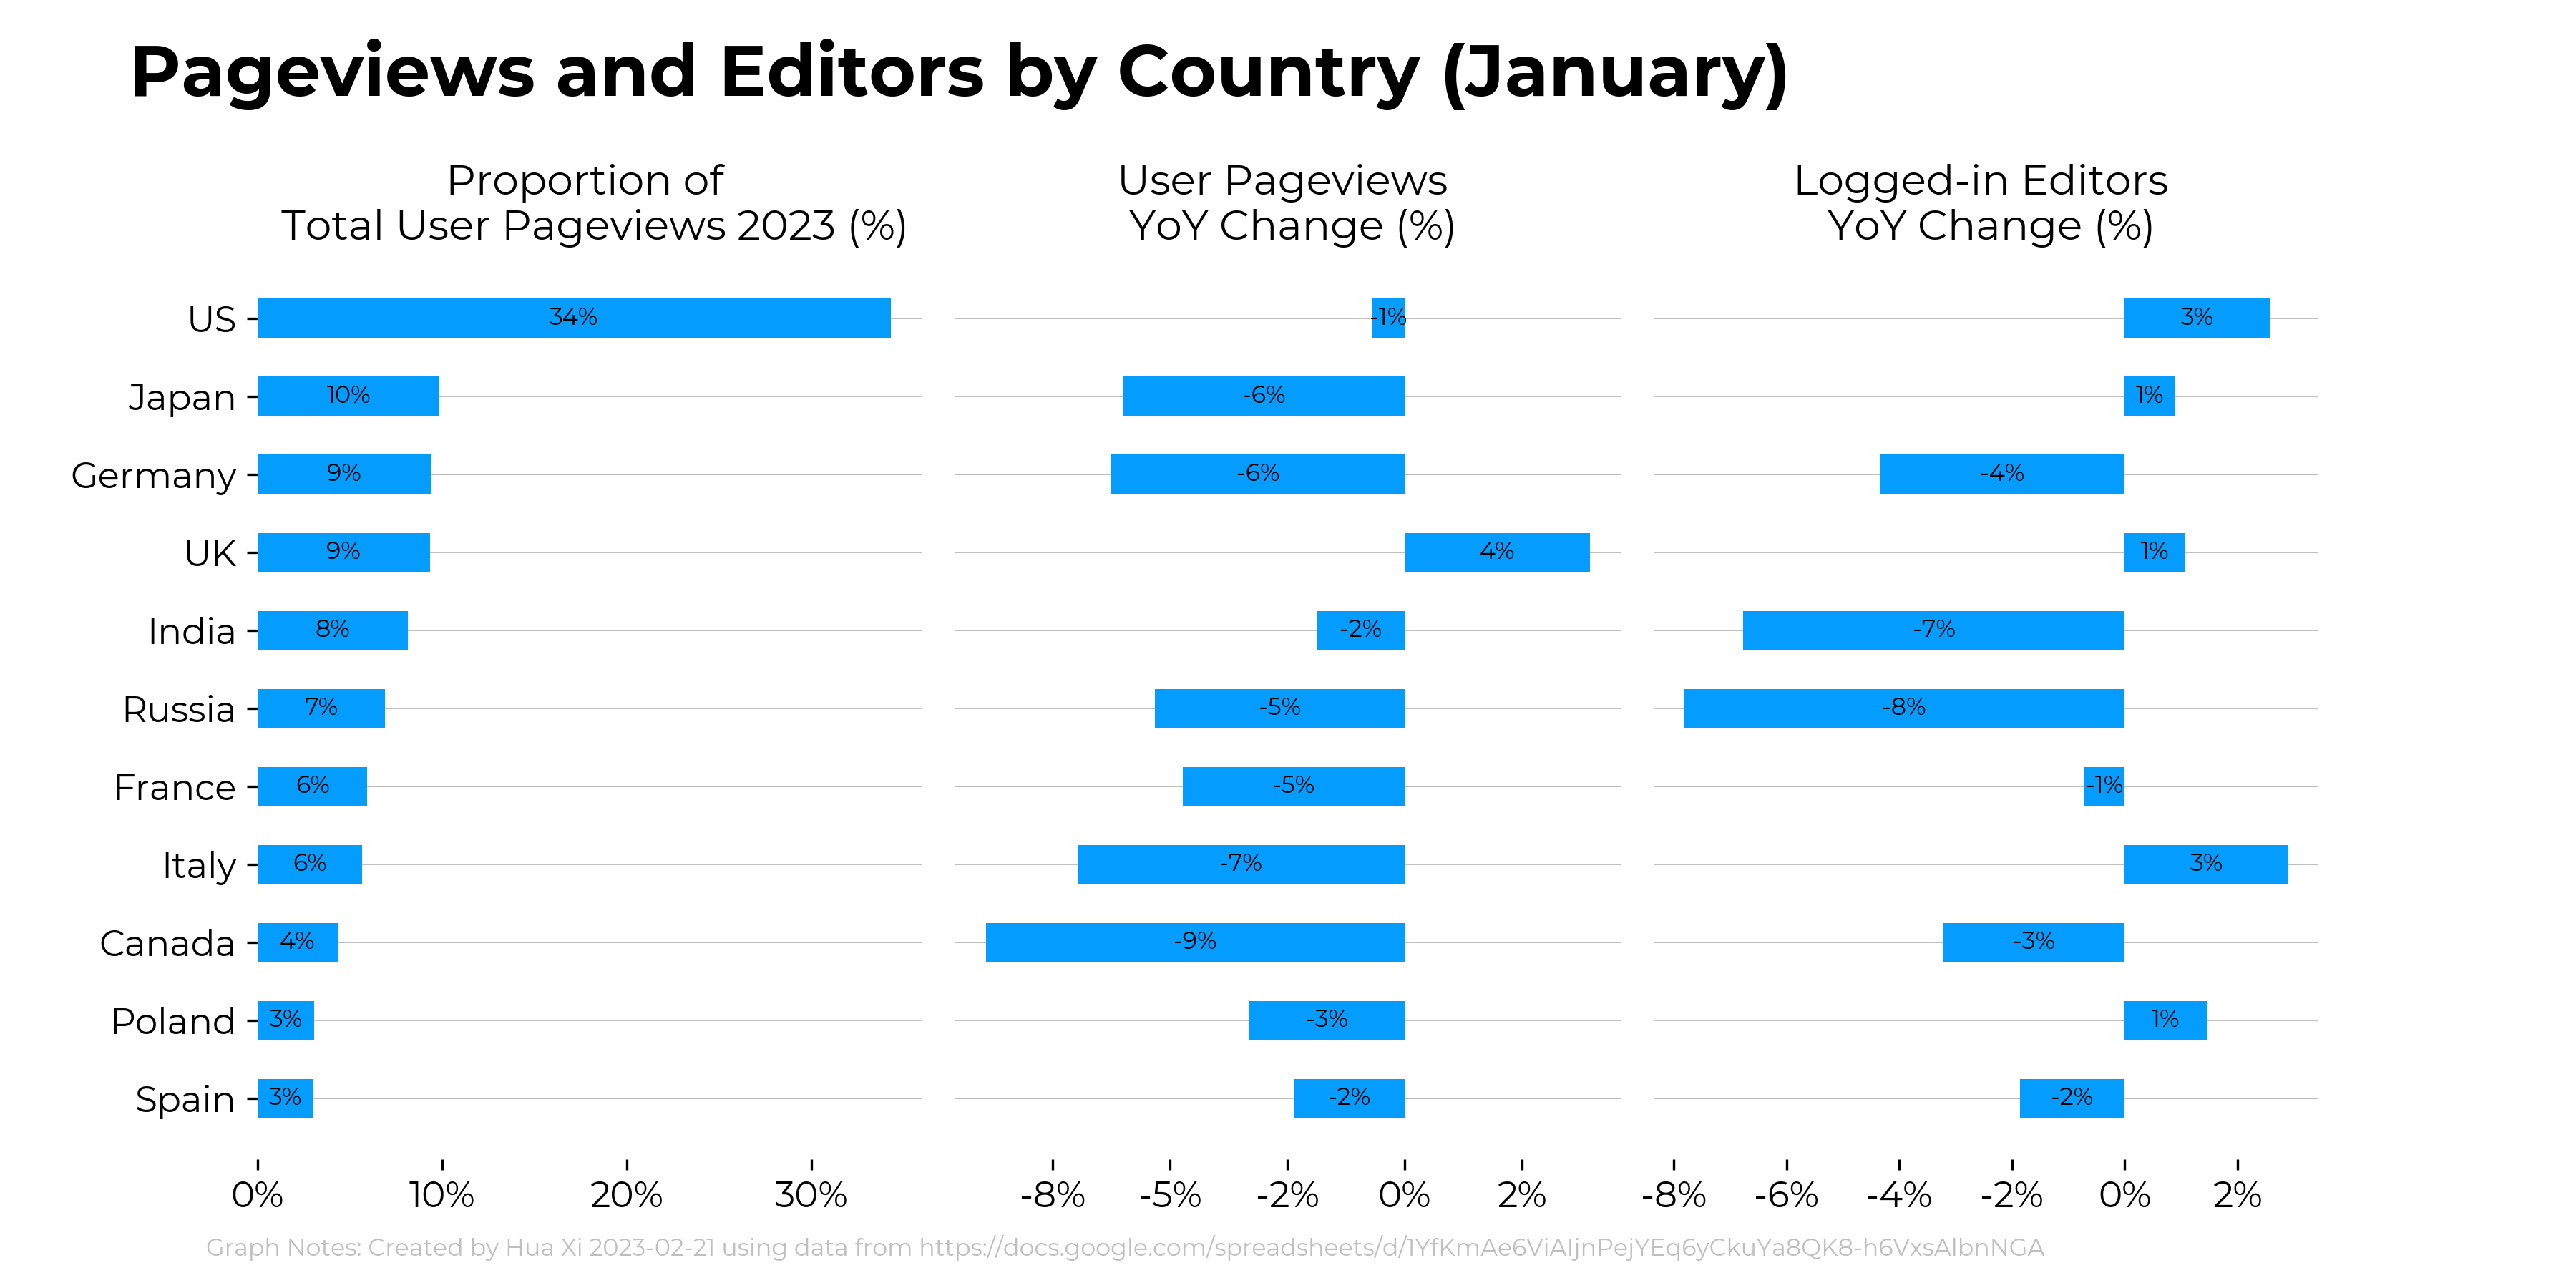 Pageviews and Editors by Country (January)
Proportion of
Total User Pageviews 2023 (%)
User Pageviews
YoY Change (%)
Logged-in Editors
YoY Change (%)
US 34% -1% 3%
Japan 10% -6% 1%
Germany 9% -6% -4%
UK 9% 4% 1%
India 8% -2% -7%
Russia 7% -5% -8%
France 6% -5% -1%
Italy 6% -7% 3%
Canada 4% -9% -3%
Poland 3% -3% 1%
Spain 3% -2% -2%
0% 10% 20% 30% -8% -5% -2% 0% 2% -8% -6% -4% -2% 0% 2%
Graph Notes: Created by Hua Xi 2023-02-21 using data from https://docs.google.com/spreadsheets/d/1YfKmAe6ViAIjnPejYEq6yCkuYa8QK8-h6VxsAlbnNGA